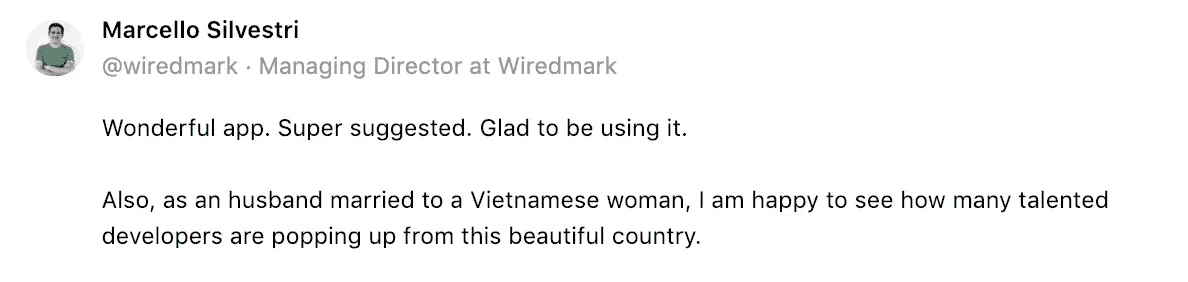 Marcello Silvestri
@wiredmark · Managing Director at Wiredmark
Wonderful app. Super suggested. Glad to be using it.
Also, as an husband married to a Vietnamese woman, I am happy to see how many talented
developers are popping up from this beautiful country.